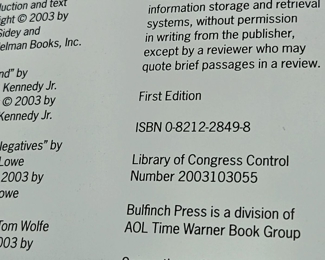 uction and text
ight © 2003 by
Sidey and
elman Books, Inc.
nd" by
Kennedy Jr.
© 2003 by
Kennedy Jr.
legatives" by
Lowe
2003 by
owe
Tom Wolfe
003 by
information storage and retrieval
systems, without permission
in writing from the publisher,
except by a reviewer who may
quote brief passages in a review.
First Edition
ISBN 0-8212-2849-8
Library of Congress Control
Number 2003103055
Bulfinch Press is a division of
AOL Time Warner Book Group